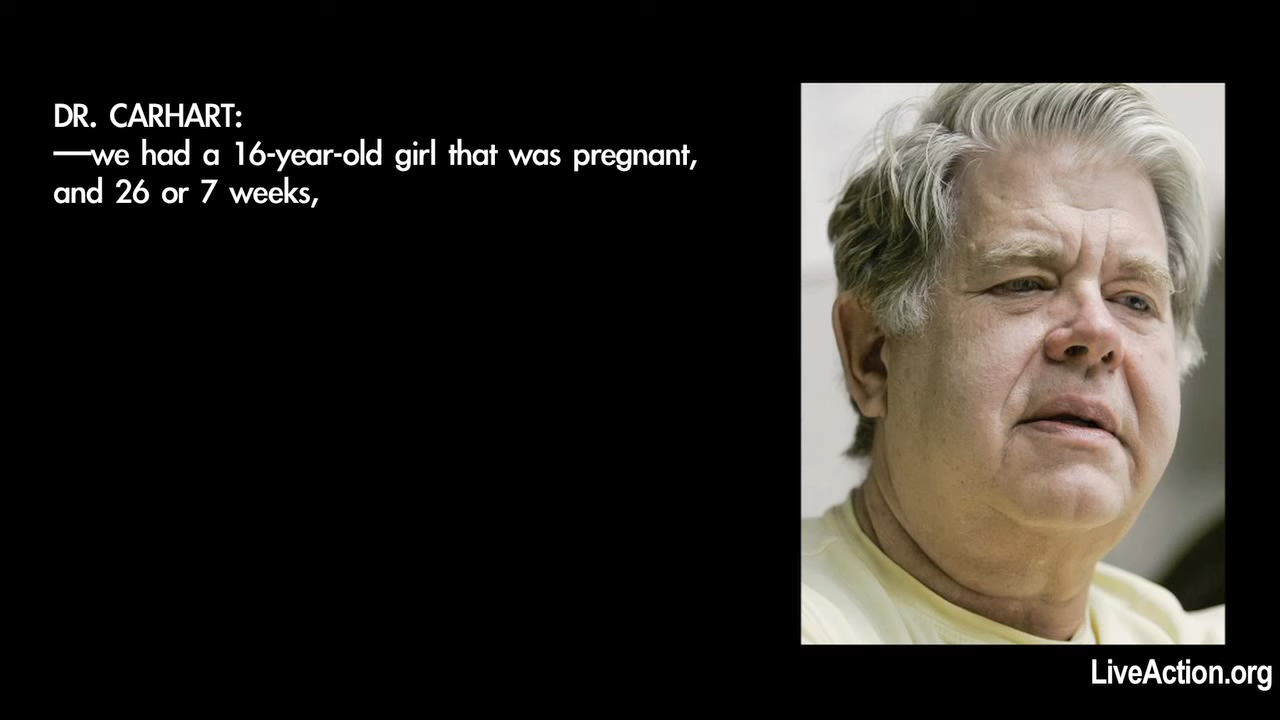 DR. CARHART:
—we had a 16-year-old girl that was pregnant,
and 26 or 7 weeks,
LiveAction.org